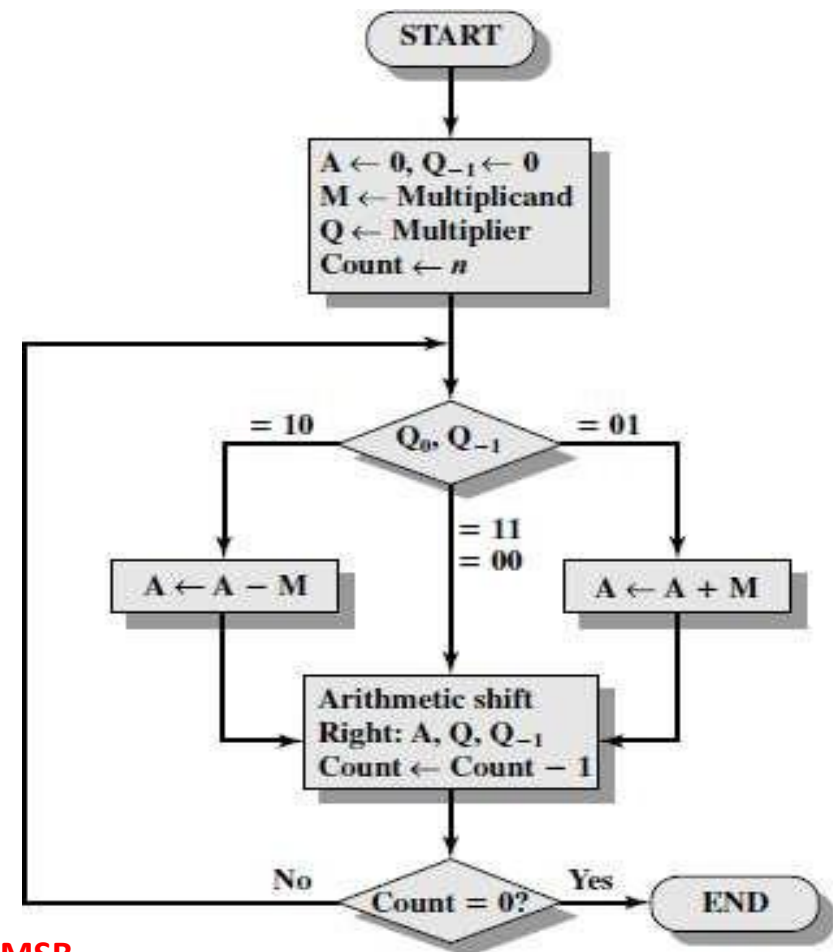 START
A ← 0, Q₋₁ ← 0
M ← Multiplicand
Q ← Multiplier
Count ← n
= 10
Q₀, Q₋₁
= 01
= 11
= 00
A ← A − M
A ← A + M
Arithmetic shift
Right: A, Q, Q₋₁
Count ← Count − 1
No
Count = 0?
Yes
END
MSB